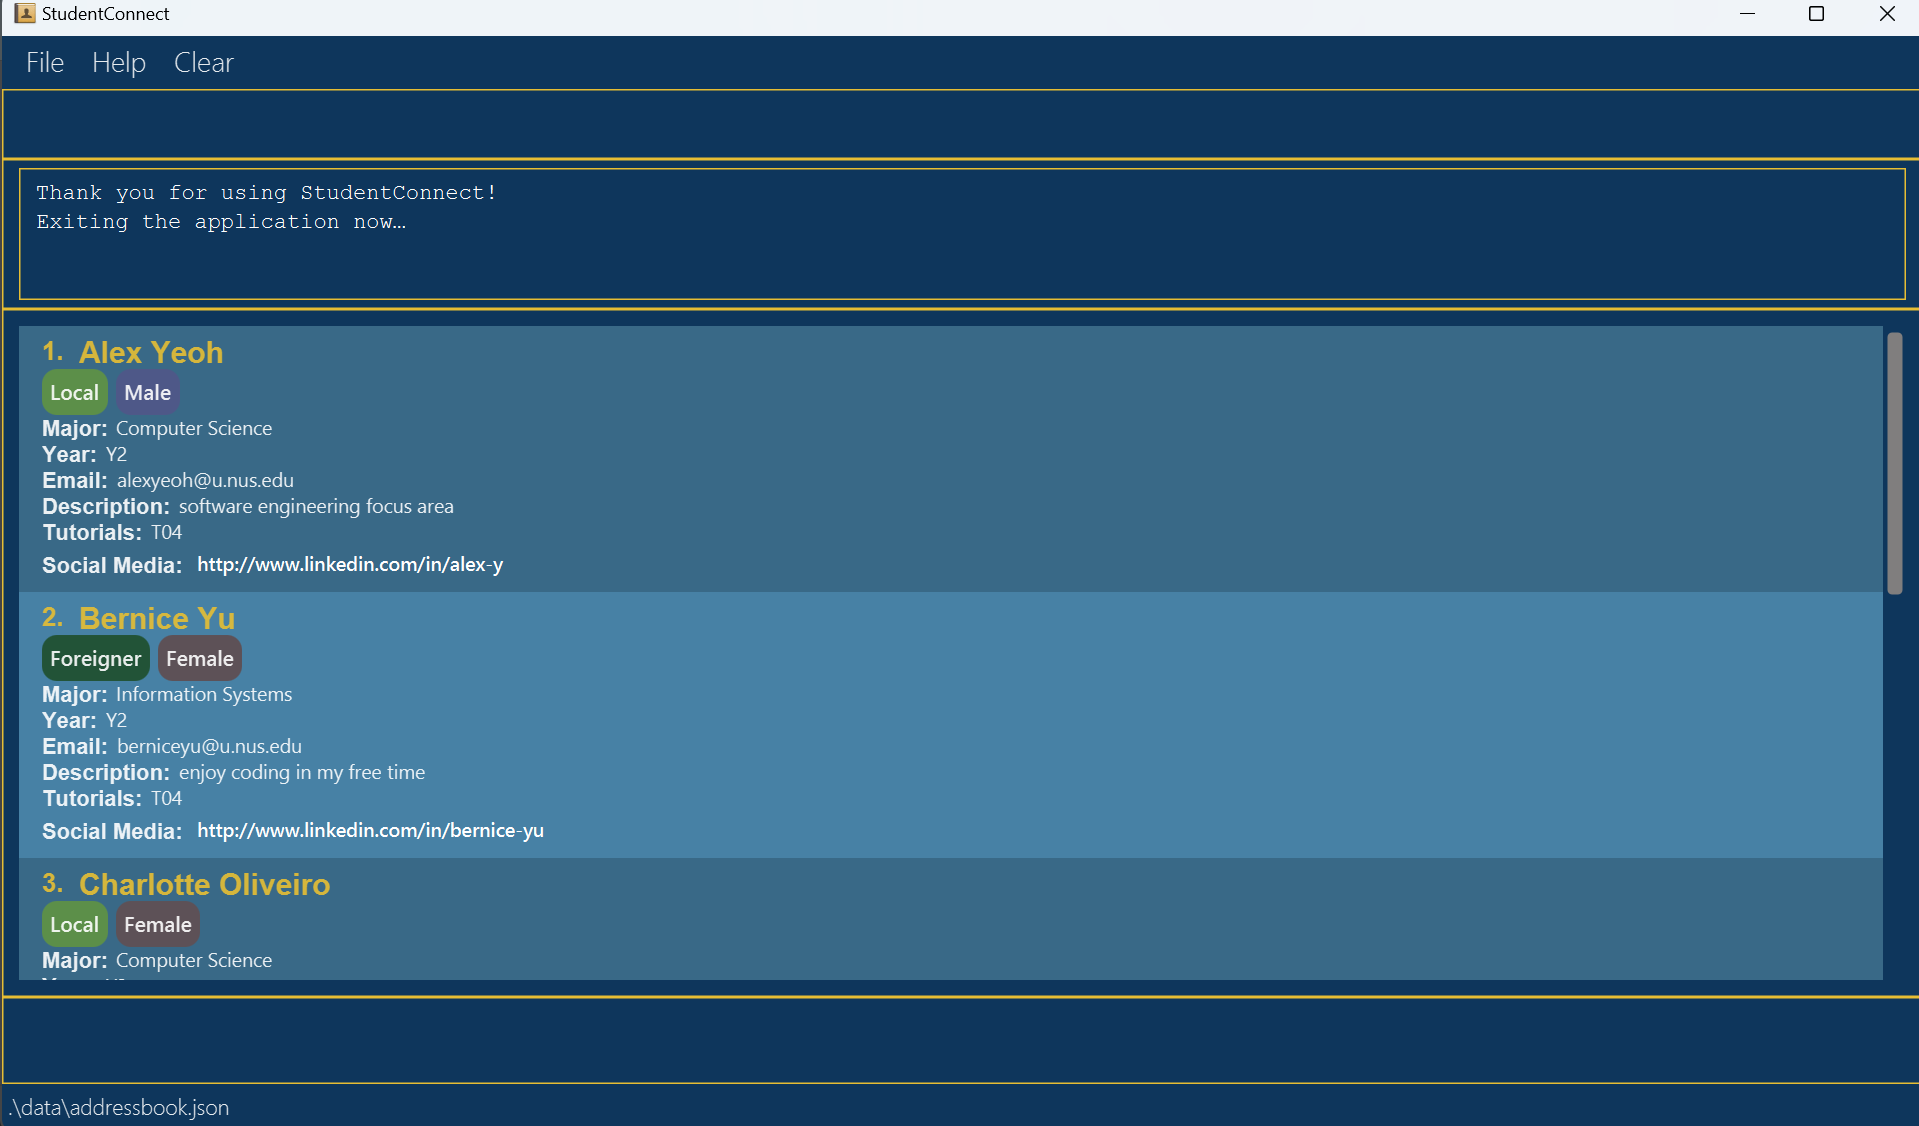 StudentConnect
File Help Clear
Thank you for using StudentConnect!
Exiting the application now…
1. Alex Yeoh
Local Male
Major: Computer Science
Year: Y2
Email: alexyeoh@u.nus.edu
Description: software engineering focus area
Tutorials: T04
Social Media: http://www.linkedin.com/in/alex-y
2. Bernice Yu
Foreigner Female
Major: Information Systems
Year: Y2
Email: berniceyu@u.nus.edu
Description: enjoy coding in my free time
Tutorials: T04
Social Media: http://www.linkedin.com/in/bernice-yu
3. Charlotte Oliveiro
Local Female
Major: Computer Science
.\data\addressbook.json